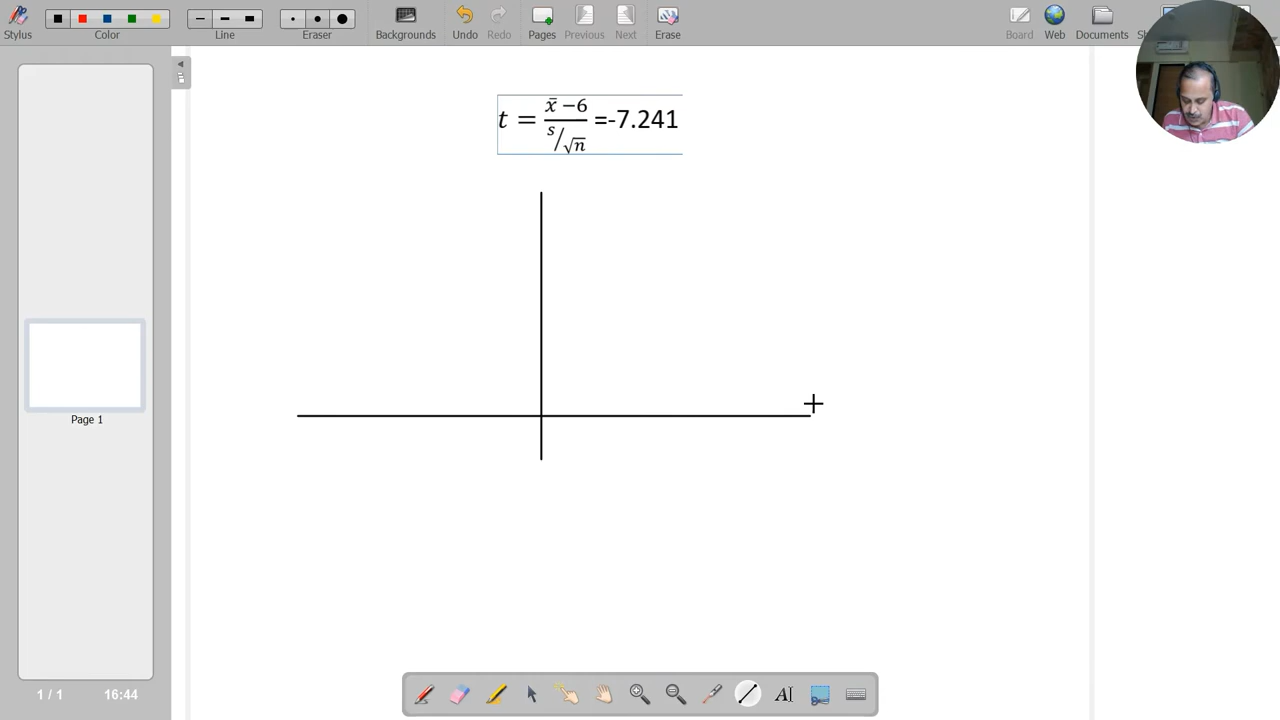 Stylus
Color
Line
Eraser
Backgrounds
Undo
Redo
Pages
Previous
Next
Erase
Board
Web
Documents
t = x̄ −6 / s/√n =-7.241
Page 1
1 / 1
16:44
AI